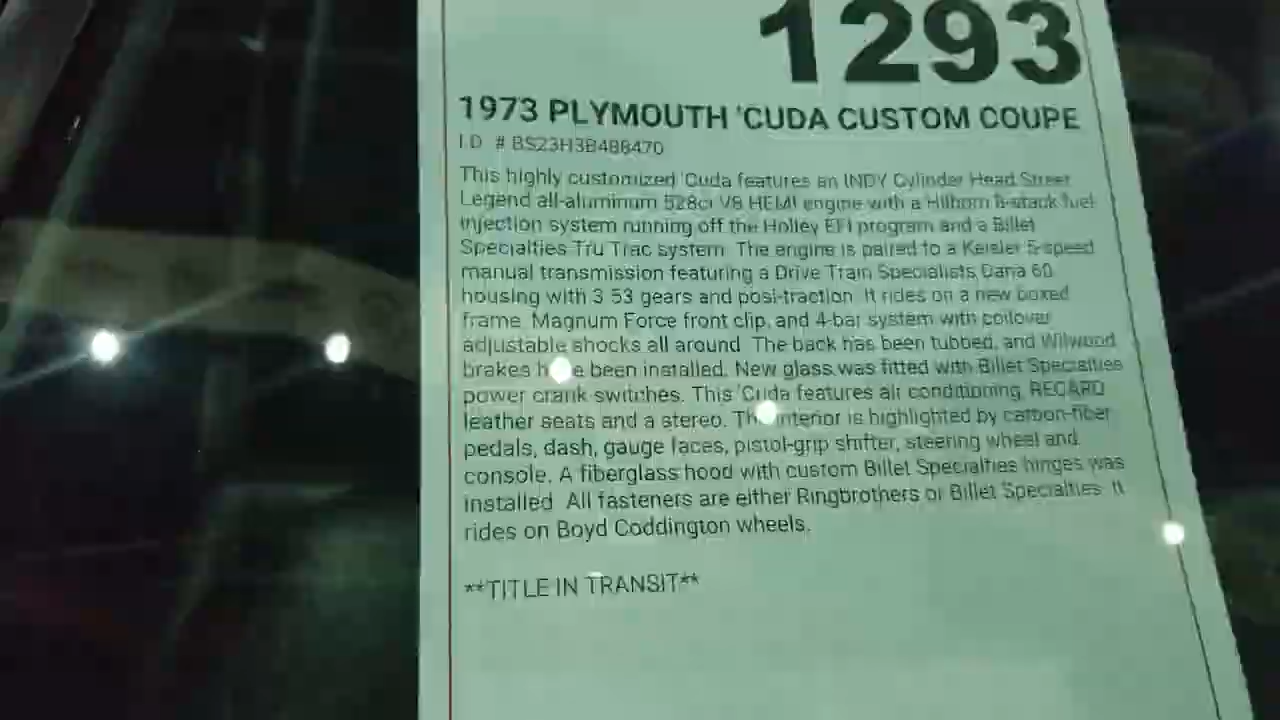 1293
1973 PLYMOUTH 'CUDA CUSTOM COUPE
I.D. # BS23H3B488470
This highly customized 'Cuda features an INDY Cylinder Head Street
Legend all-aluminum 528ci V8 HEMI engine with a Hilborn 8-stack fuel
injection system running off the Holley EFI program and a Billet
Specialties Tru Trac system. The engine is paired to a Keisler 5-speed
manual transmission featuring a Drive Train Specialists Dana 60
housing with 3.53 gears and posi-traction. It rides on a new boxed
frame, Magnum Force front clip, and 4-bar system with coilover
adjustable shocks all around. The back has been tubbed, and Wilwood
brakes have been installed. New glass was fitted with Billet Specialties
power crank switches. This 'Cuda features air conditioning, RECARO
leather seats and a stereo. The interior is highlighted by carbon-fiber
pedals, dash, gauge faces, pistol-grip shifter, steering wheel and
console. A fiberglass hood with custom Billet Specialties hinges was
installed. All fasteners are either Ringbrothers or Billet Specialties. It
rides on Boyd Coddington wheels.
**TITLE IN TRANSIT**